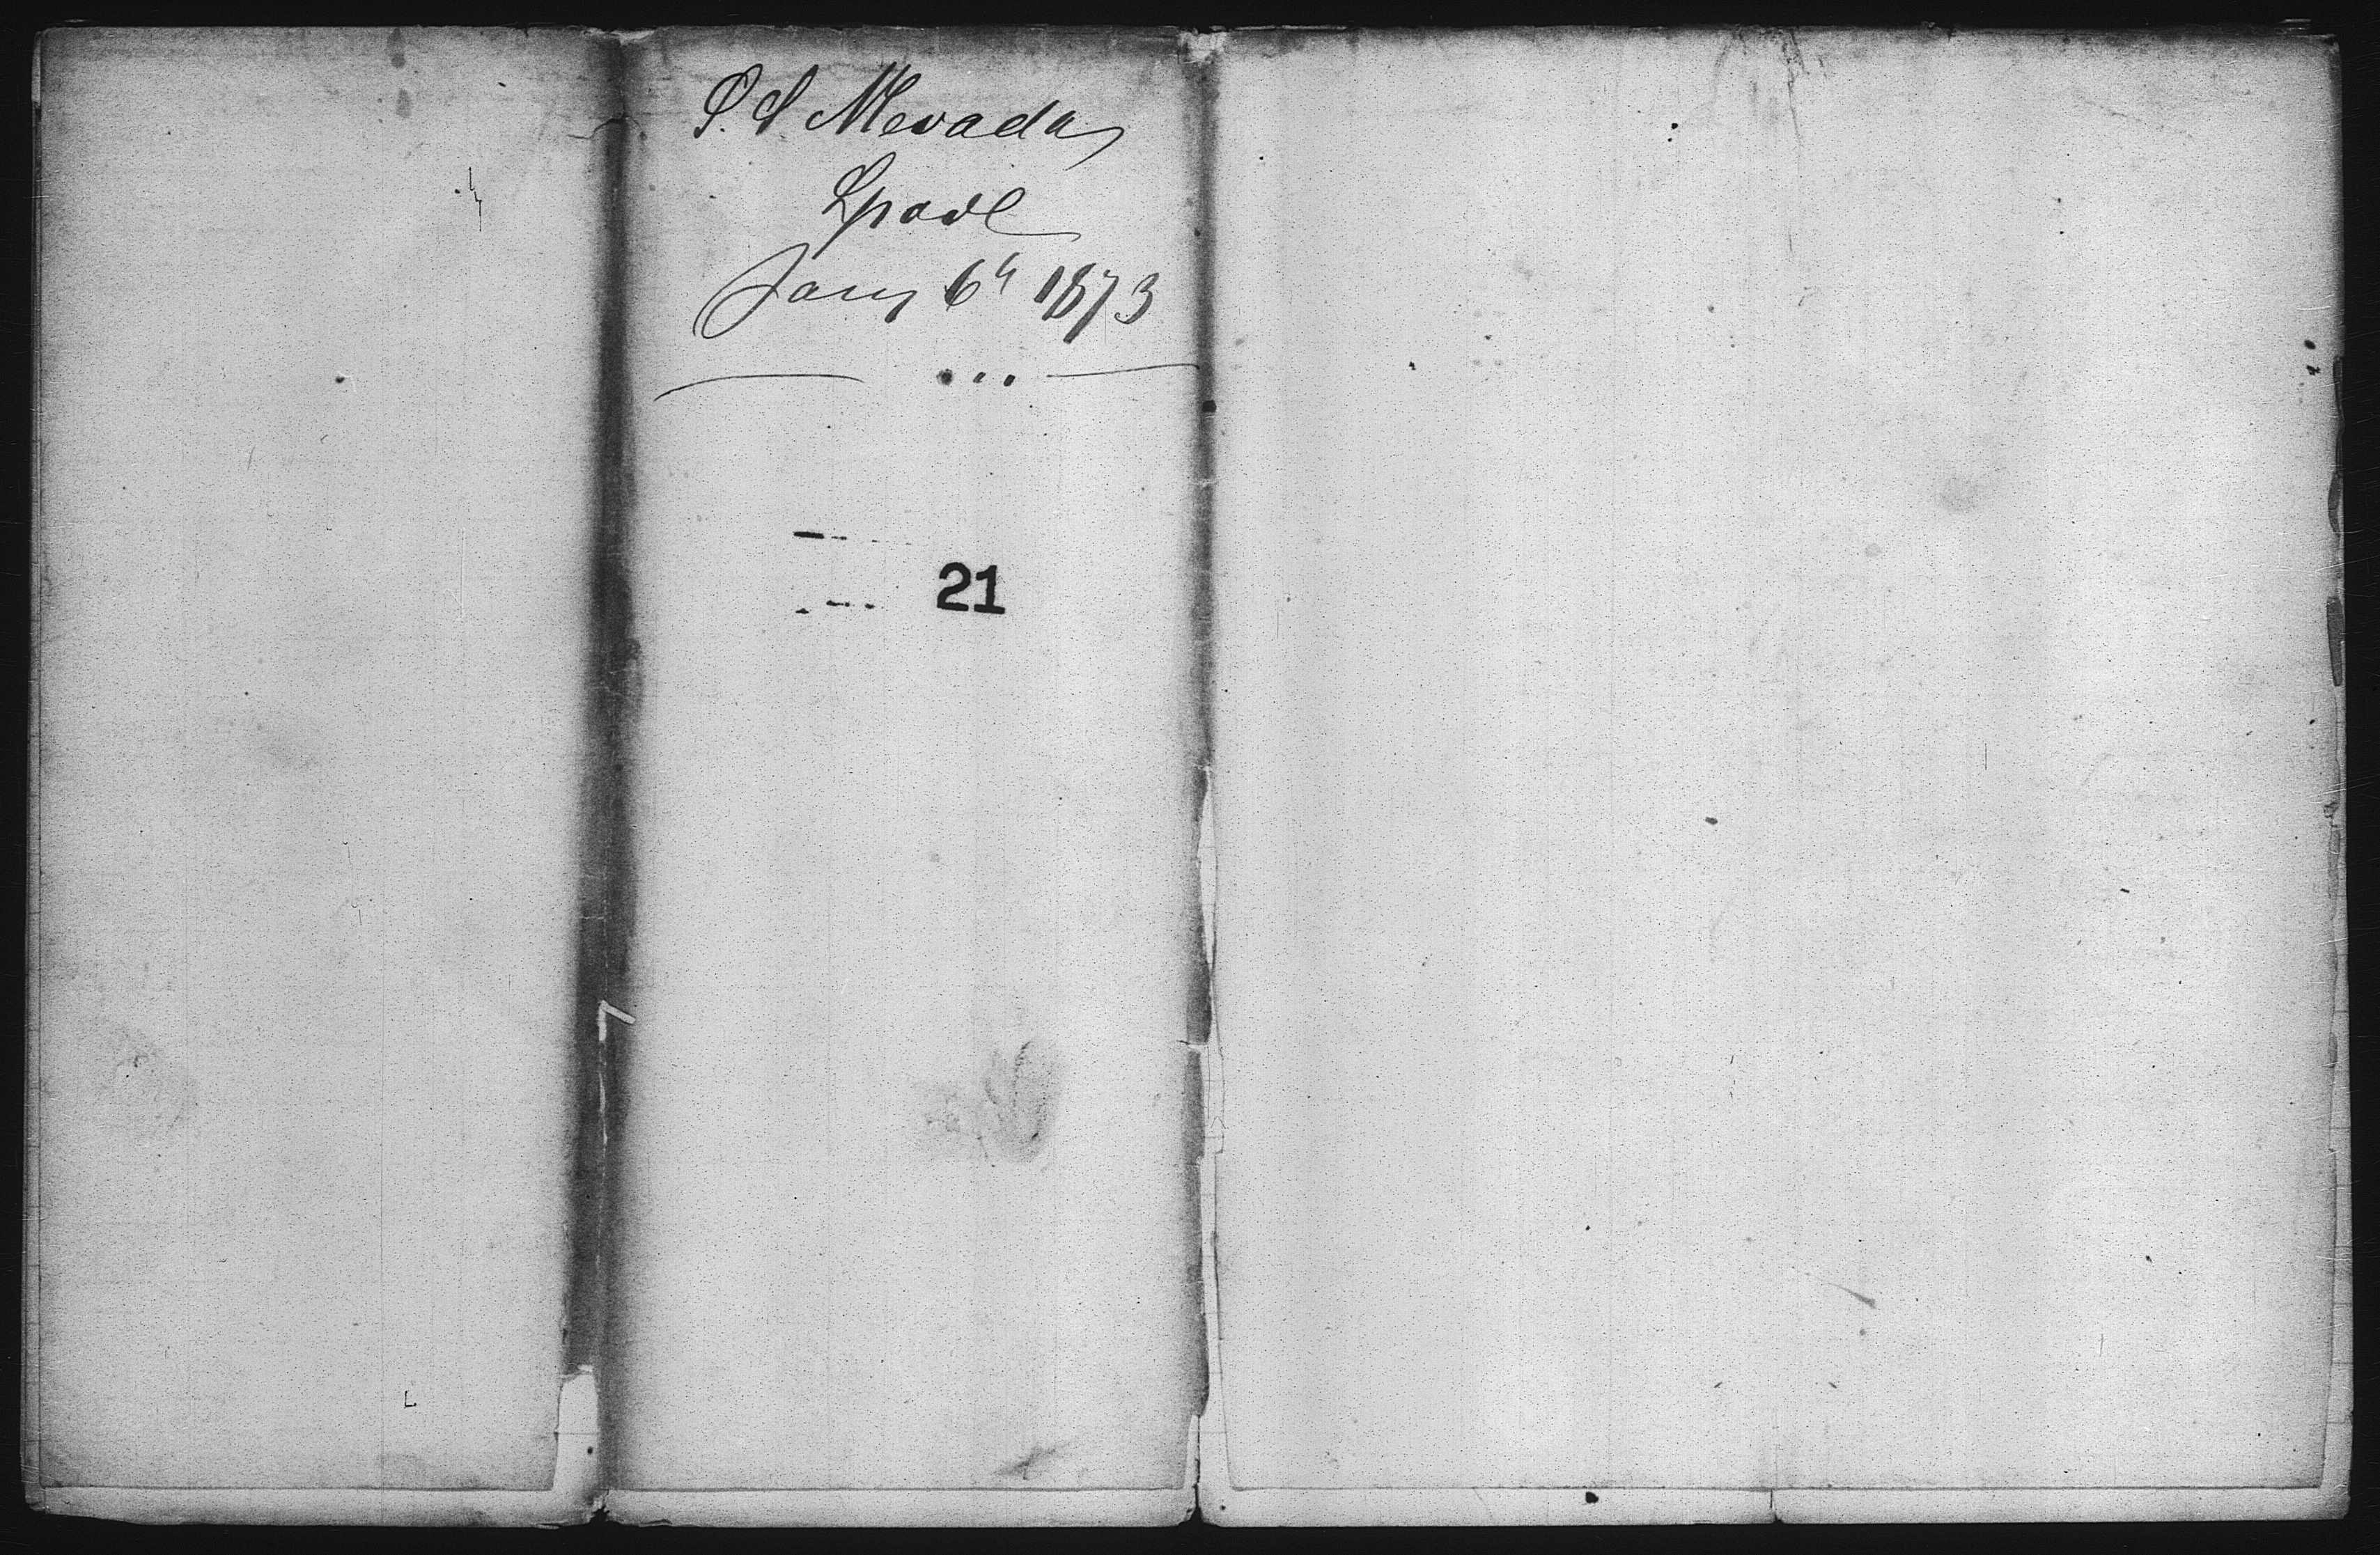 S.S. Nevada
Lpool
Jany 6th 1873
21